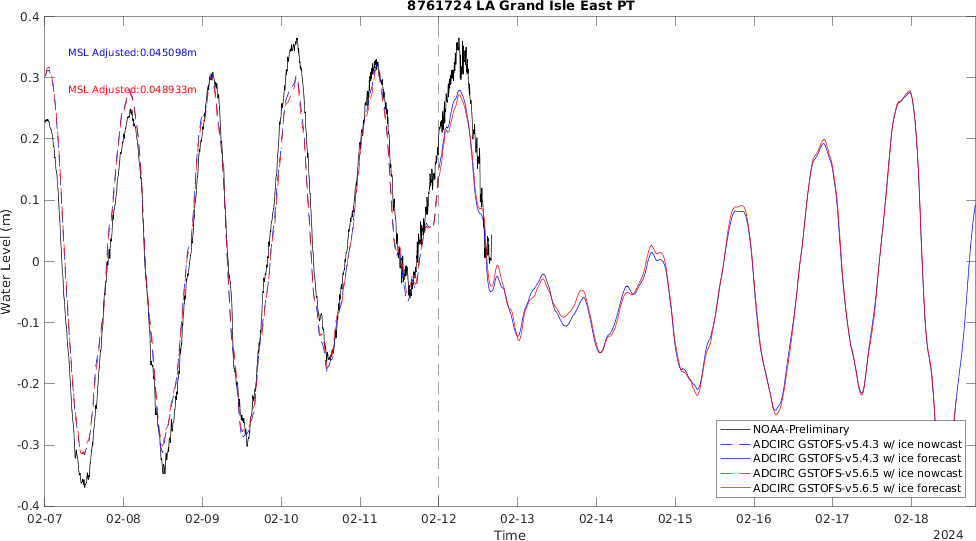 8761724 LA Grand Isle East PT
MSL Adjusted:0.045098m
MSL Adjusted:0.048933m
Water Level (m)
0.4
0.3
0.2
0.1
0
-0.1
-0.2
-0.3
-0.4
NOAA-Preliminary
ADCIRC GSTOFS-v5.4.3 w/ ice nowcast
ADCIRC GSTOFS-v5.4.3 w/ ice forecast
ADCIRC GSTOFS-v5.6.5 w/ ice nowcast
ADCIRC GSTOFS-v5.6.5 w/ ice forecast
02-07 02-08 02-09 02-10 02-11 02-12 02-13 02-14 02-15 02-16 02-17 02-18
Time
2024